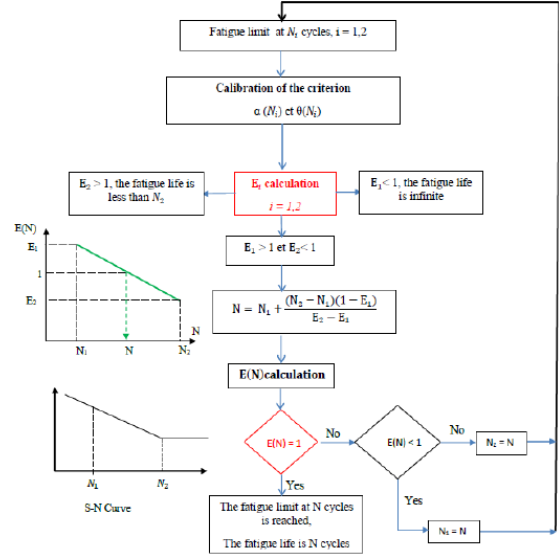 Fatigue limit at Nᵢ cycles, i = 1,2
Calibration of the criterion
α (Nᵢ) et θ(Nᵢ)
E₂ > 1, the fatigue life is
less than N₂
Eᵢ calculation
i = 1,2
E₁ < 1, the fatigue life
is infinite
E₁ > 1 et E₂ < 1
E(N)
E₁
1
E₂
N
N₁
N
N₂
N = N₁ + (N₂ − N₁)(1 − E₁) / E₂ − E₁
E(N)calculation
E(N) = 1
No
E(N) < 1
No
N₂ = N
Yes
Yes
N₁ = N
The fatigue limit at N cycles
is reached,
The fatigue life is N cycles
N₁
N₂
S-N Curve